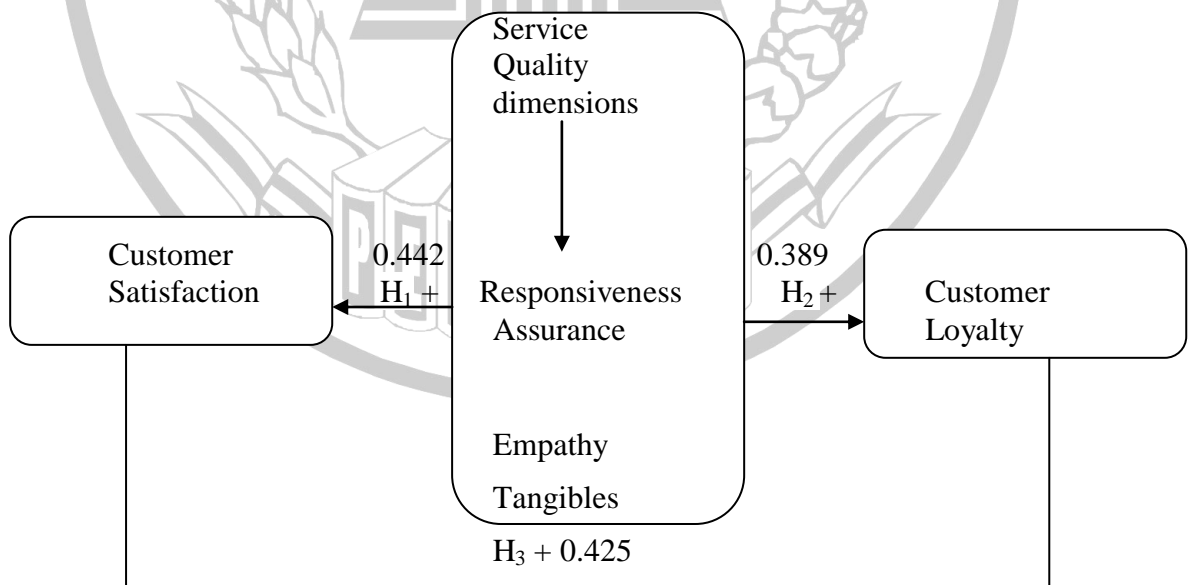 Service
Quality
dimensions
Customer
Satisfaction
0.442
H₁ +
Responsiveness
Assurance
Empathy
Tangibles
0.389
H₂ +
Customer
Loyalty
H₃ + 0.425